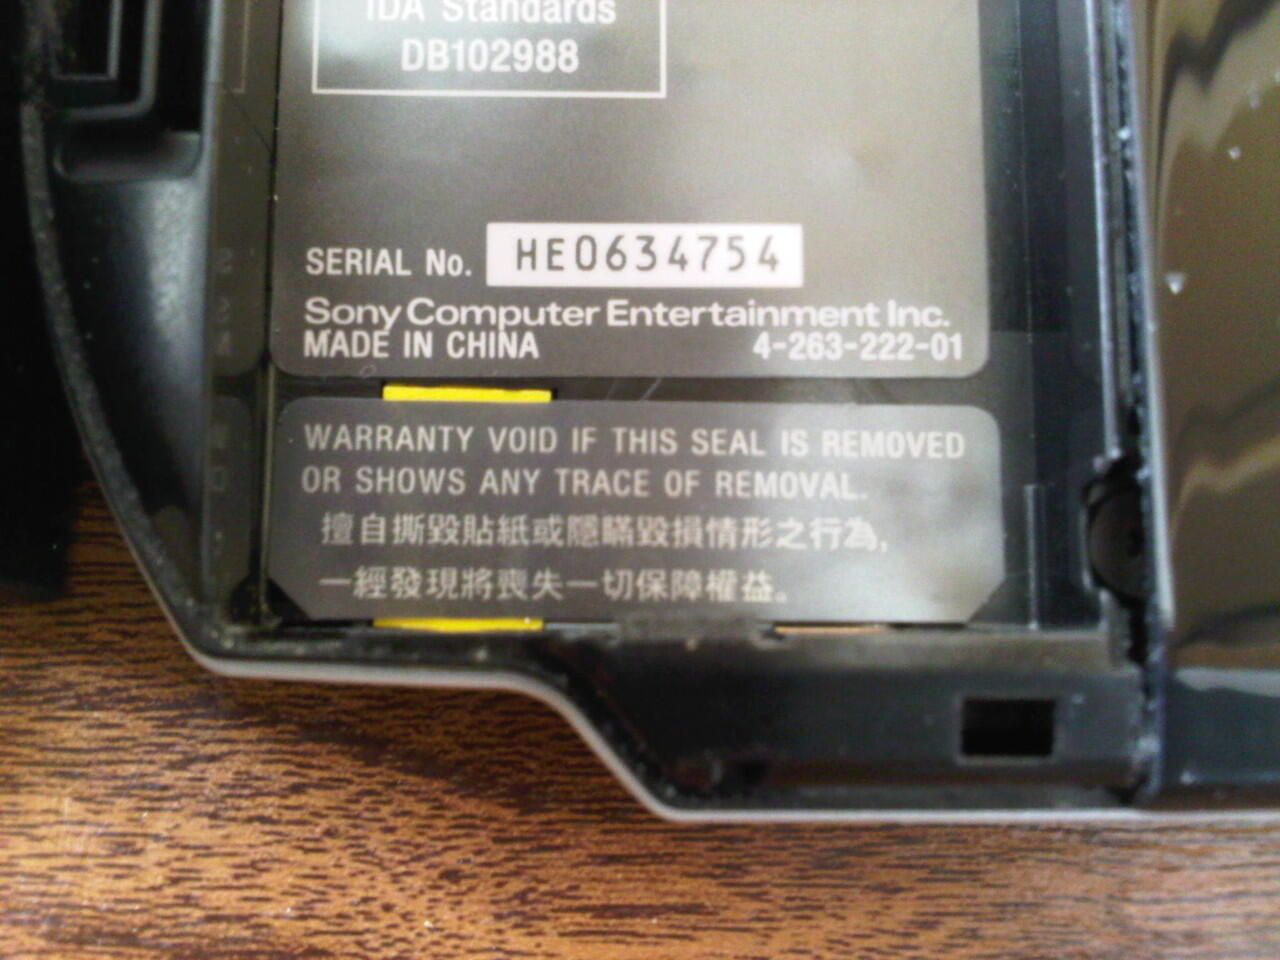 IDA Standards
DB102988
SERIAL No. HE0634754
Sony Computer Entertainment Inc.
MADE IN CHINA 4-263-222-01
WARRANTY VOID IF THIS SEAL IS REMOVED
OR SHOWS ANY TRACE OF REMOVAL.
擅自撕毀貼紙或隱瞞毀損情形之行為,
一經發現將喪失一切保障權益。